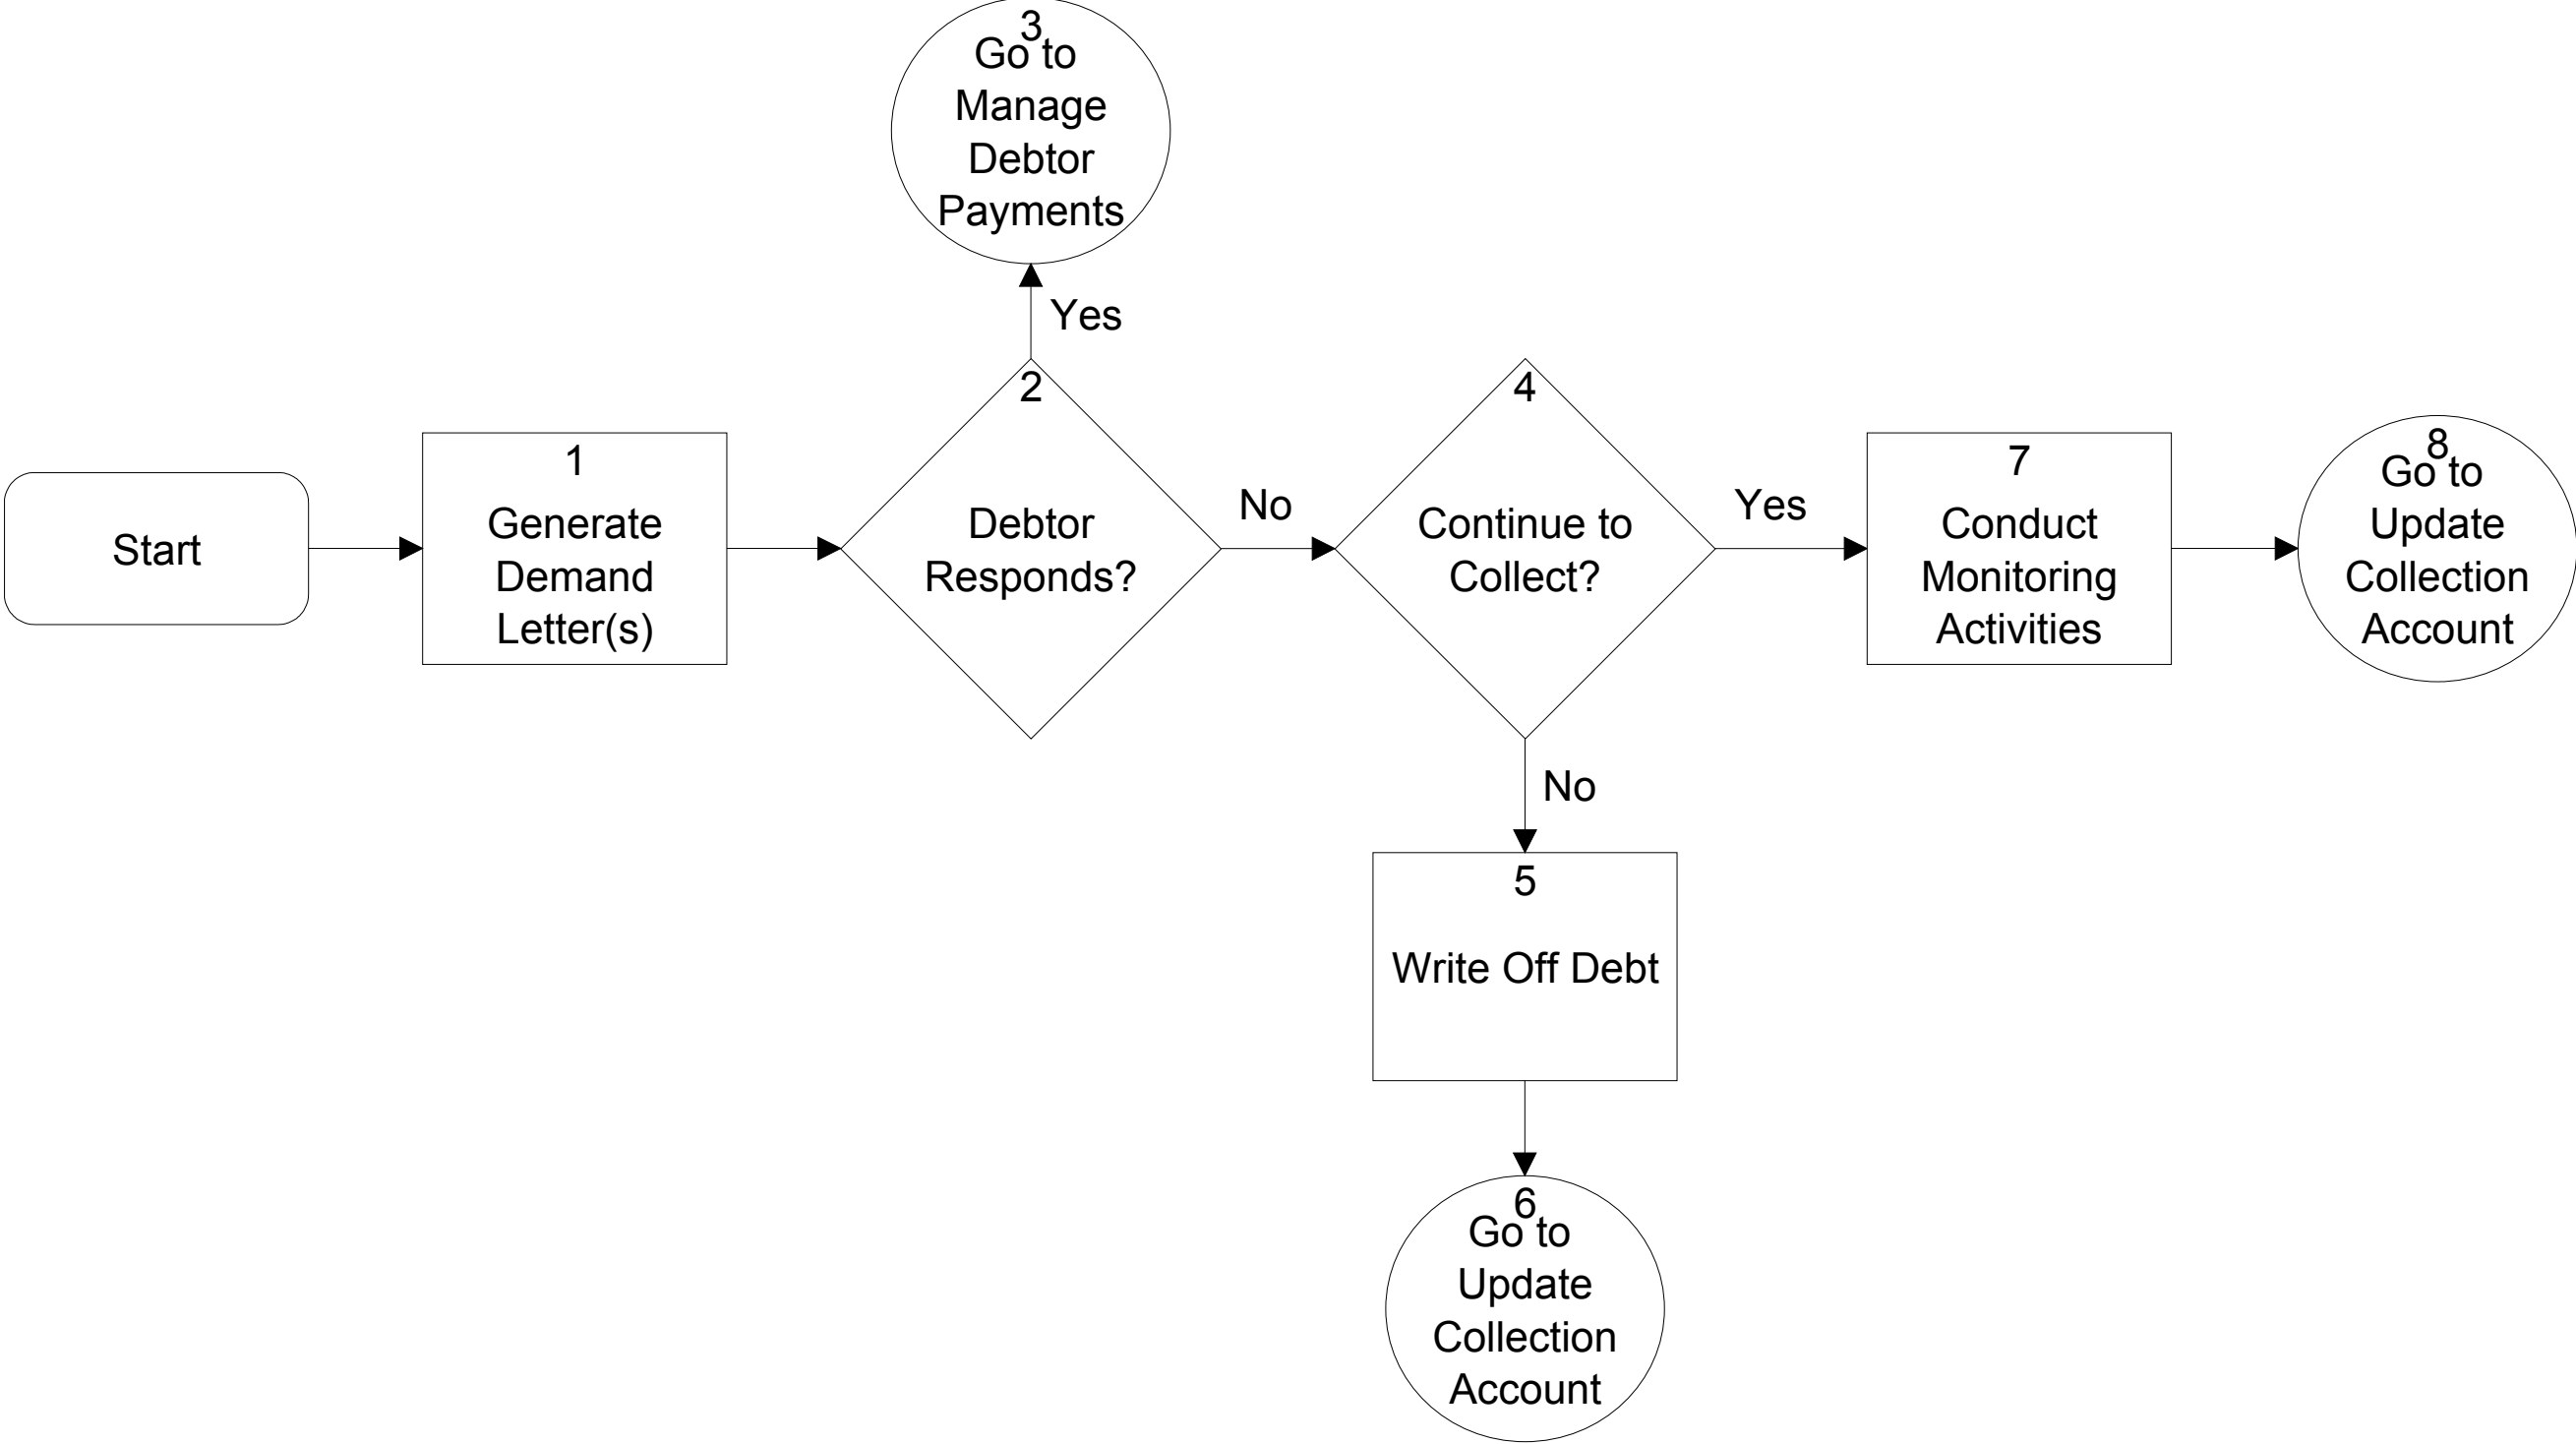 3
Go to
Manage
Debtor
Payments
Yes
Start
1
Generate
Demand
Letter(s)
2
Debtor
Responds?
No
4
Continue to
Collect?
Yes
7
Conduct
Monitoring
Activities
8
Go to
Update
Collection
Account
No
5
Write Off Debt
6
Go to
Update
Collection
Account